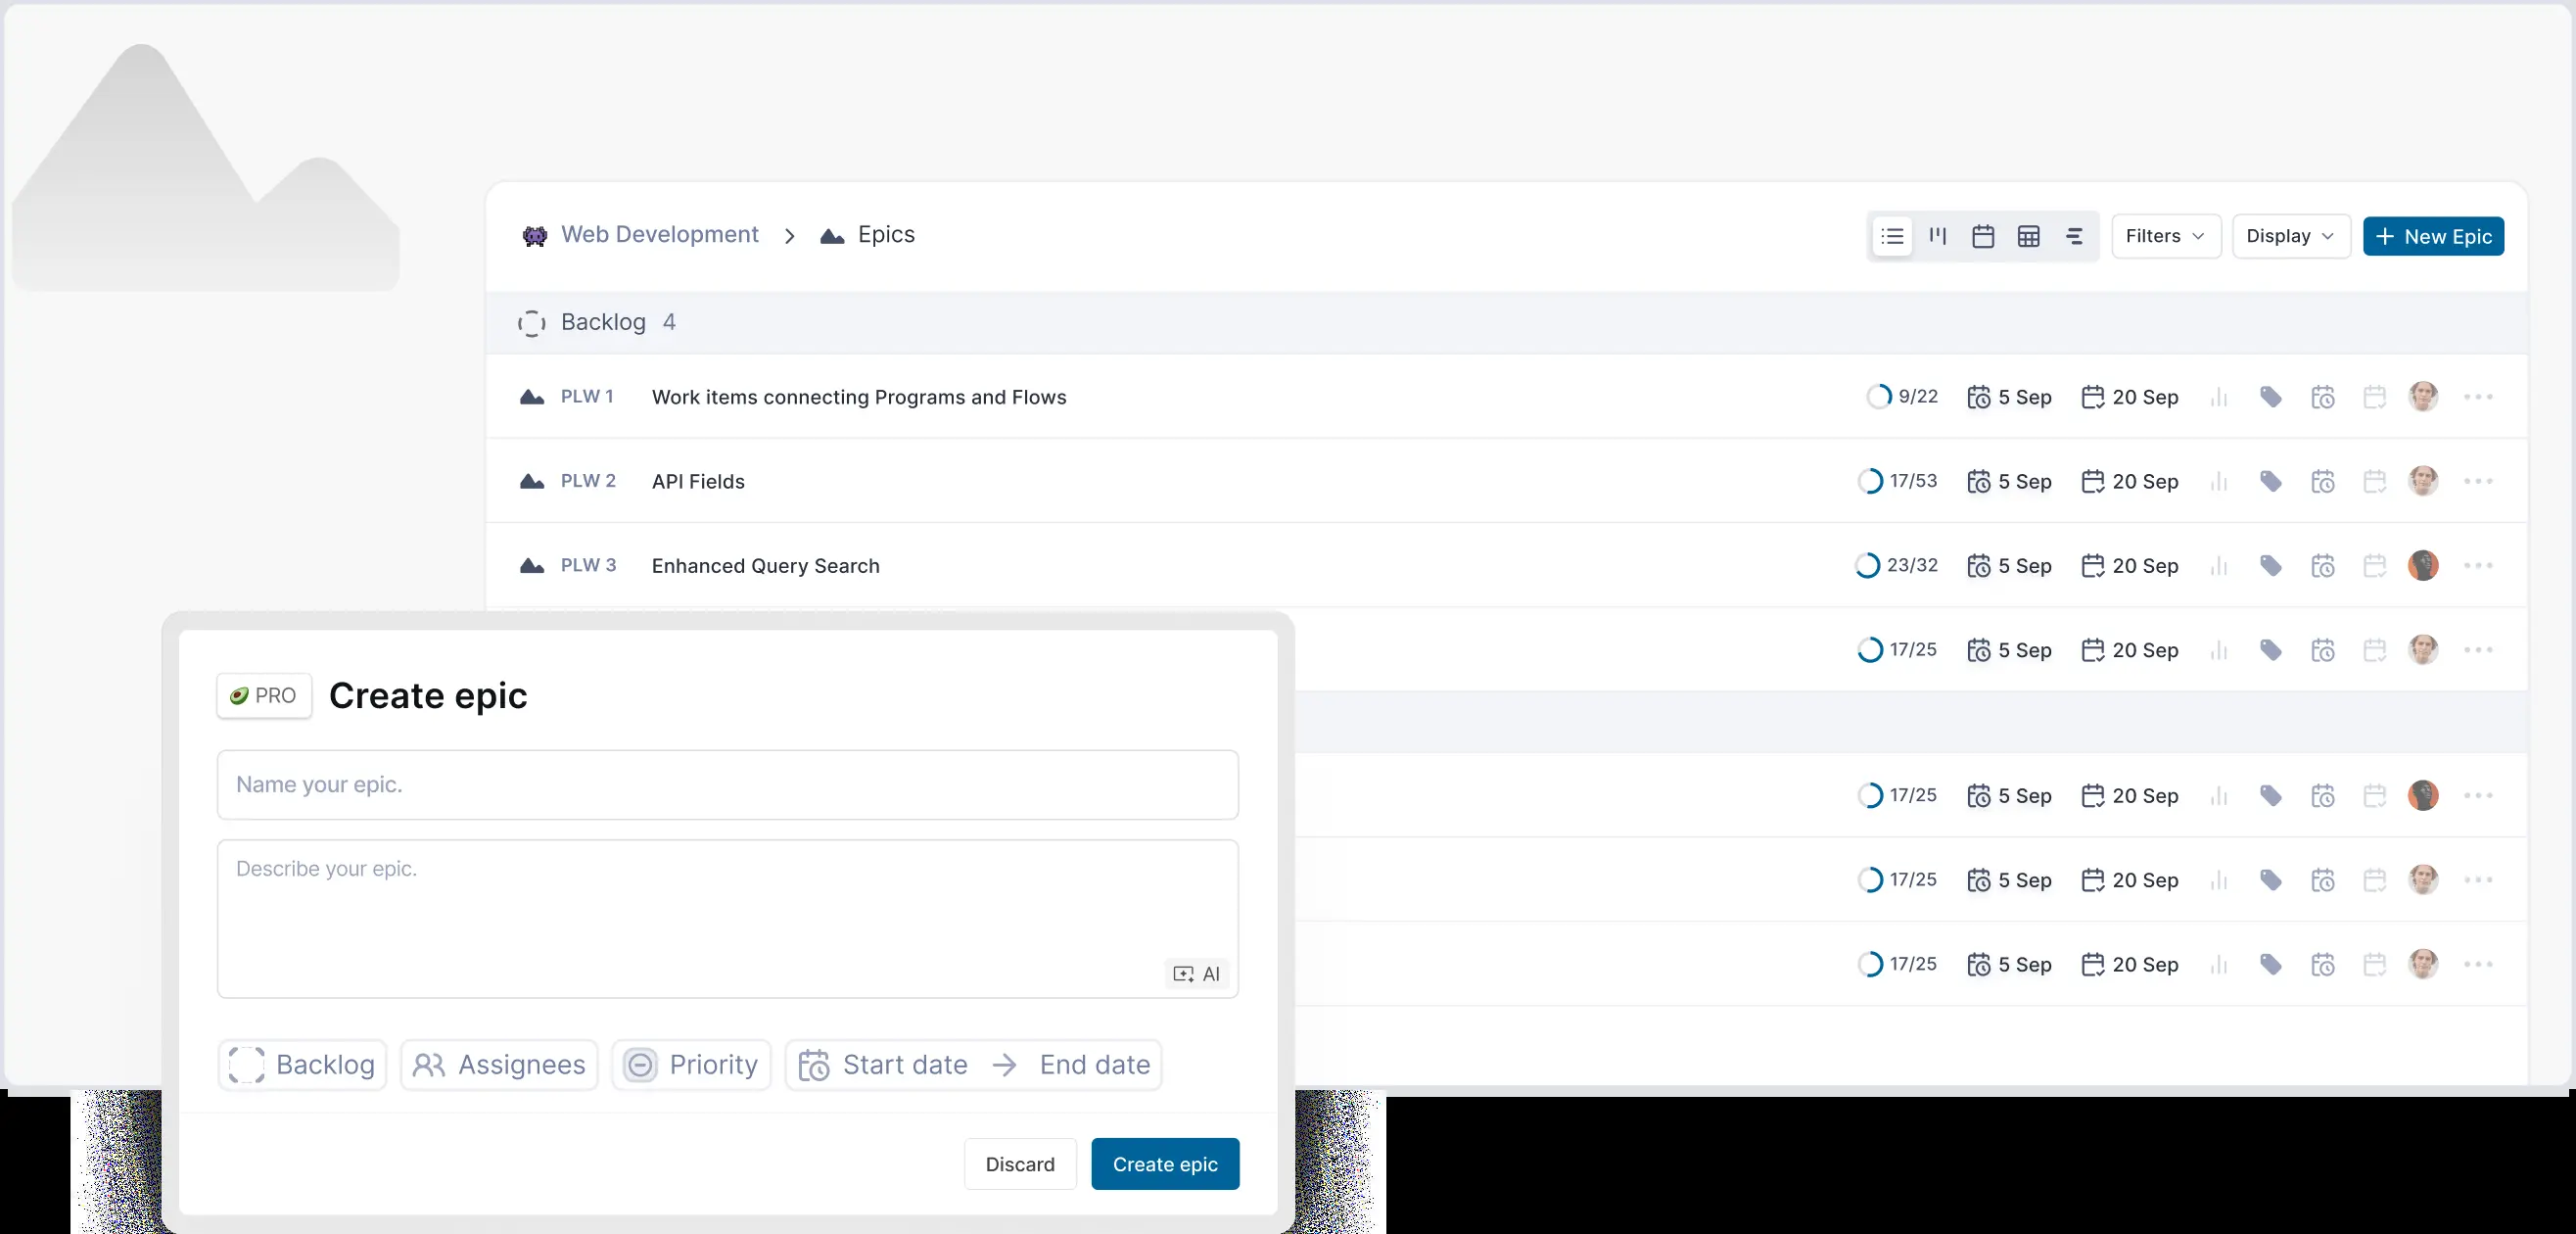 Web Development > Epics Filters Display + New Epic
Backlog 4
PLW 1 Work items connecting Programs and Flows 9/22 5 Sep 20 Sep
PLW 2 API Fields 17/53 5 Sep 20 Sep
PLW 3 Enhanced Query Search 23/32 5 Sep 20 Sep
17/25 5 Sep 20 Sep
17/25 5 Sep 20 Sep
17/25 5 Sep 20 Sep
17/25 5 Sep 20 Sep
PRO Create epic
Name your epic.
Describe your epic.
AI
Backlog Assignees Priority Start date → End date
Discard Create epic